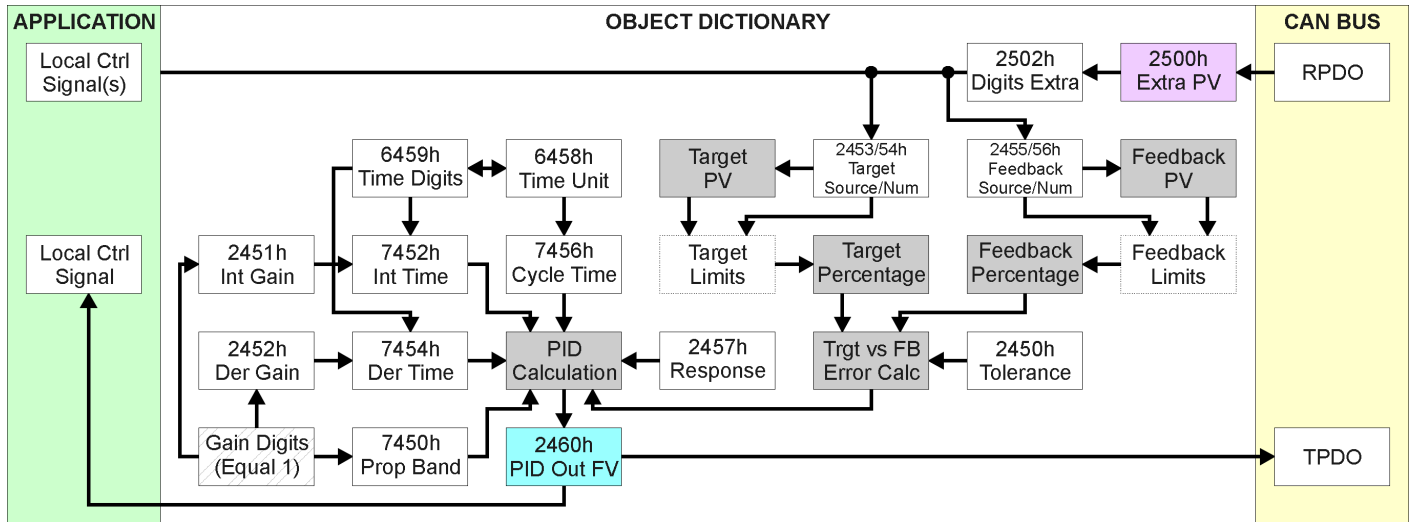 APPLICATION
OBJECT DICTIONARY
CAN BUS
Local Ctrl
Signal(s)
2502h
Digits Extra
2500h
Extra PV
RPDO
6459h
Time Digits
6458h
Time Unit
Target
PV
2453/54h
Target
Source/Num
2455/56h
Feedback
Source/Num
Feedback
PV
Local Ctrl
Signal
2451h
Int Gain
7452h
Int Time
7456h
Cycle Time
Target
Limits
Target
Percentage
Feedback
Percentage
Feedback
Limits
2452h
Der Gain
7454h
Der Time
PID
Calculation
2457h
Response
Trgt vs FB
Error Calc
2450h
Tolerance
Gain Digits
(Equal 1)
7450h
Prop Band
2460h
PID Out FV
TPDO